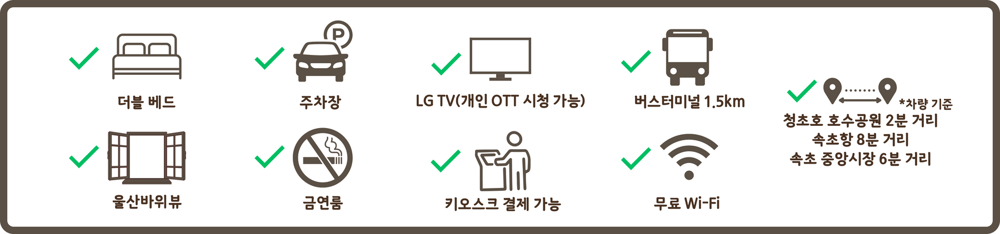 P
더블 베드
주차장
LG TV(개인 OTT 시청 가능)
버스터미널 1.5km
*차량 기준
청초호 호수공원 2분 거리
속초항 8분 거리
속초 중앙시장 6분 거리
울산바위뷰
금연룸
키오스크 결제 가능
무료 Wi-Fi